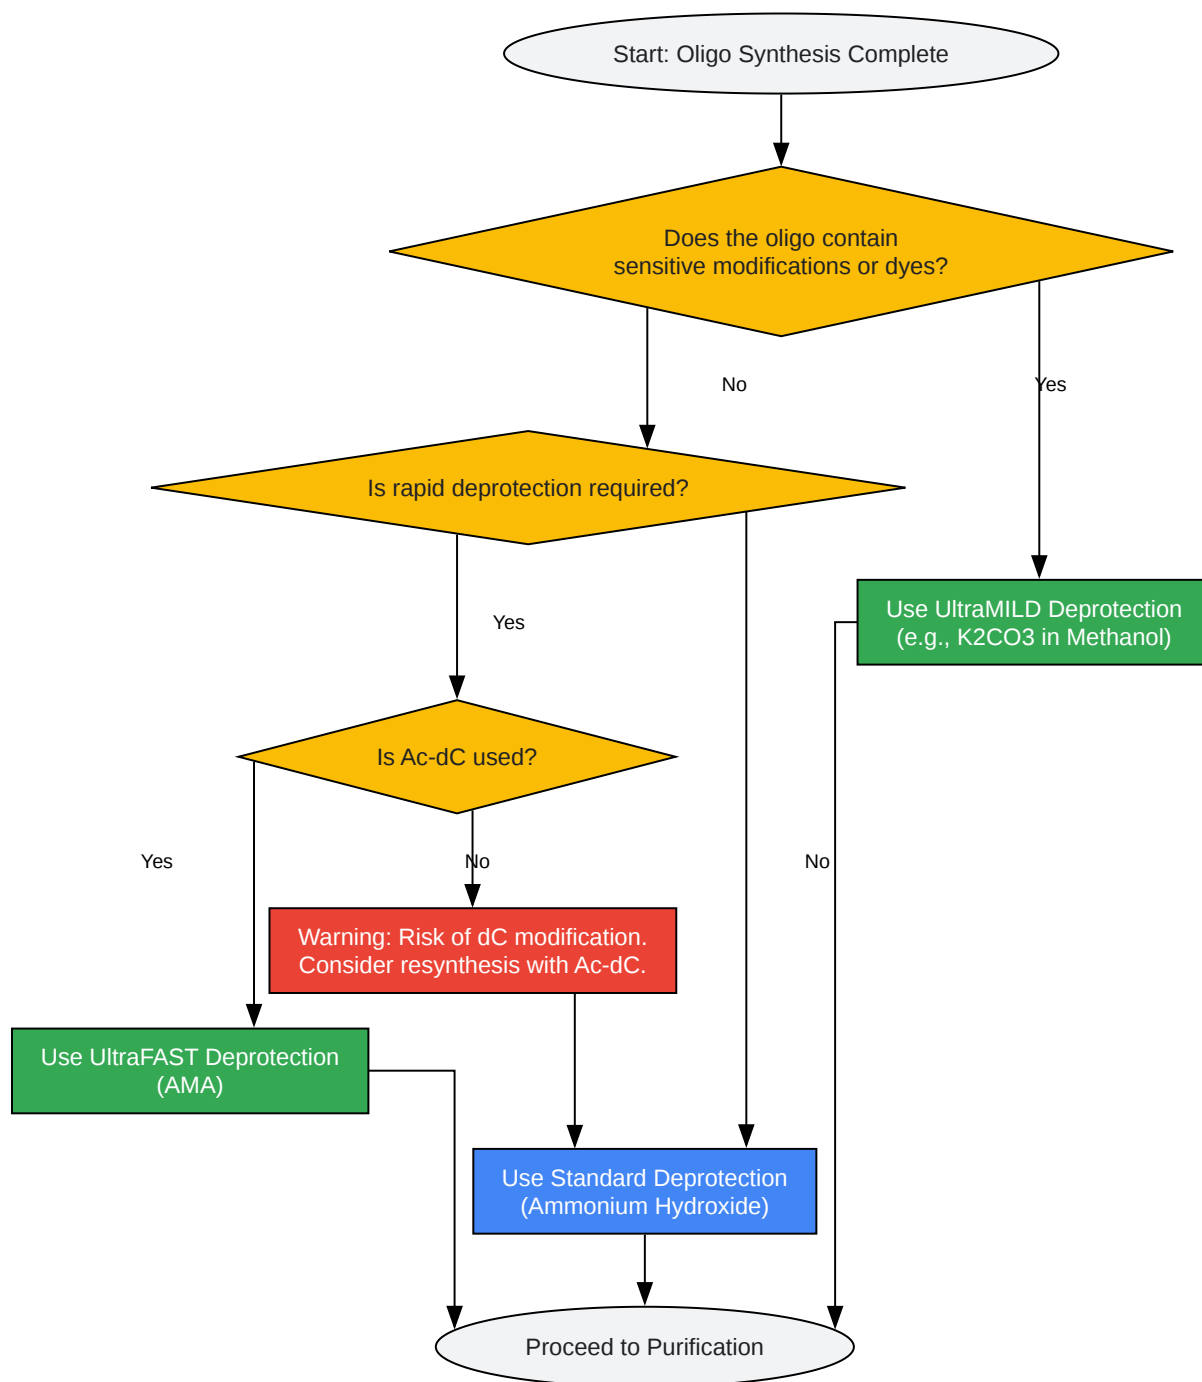 Start: Oligo Synthesis Complete
Does the oligo contain
sensitive modifications or dyes?
No
Yes
Is rapid deprotection required?
Use UltraMILD Deprotection
(e.g., K2CO3 in Methanol)
Yes
Is Ac-dC used?
Yes
No
No
Warning: Risk of dC modification.
Consider resynthesis with Ac-dC.
Use UltraFAST Deprotection
(AMA)
Use Standard Deprotection
(Ammonium Hydroxide)
Proceed to Purification